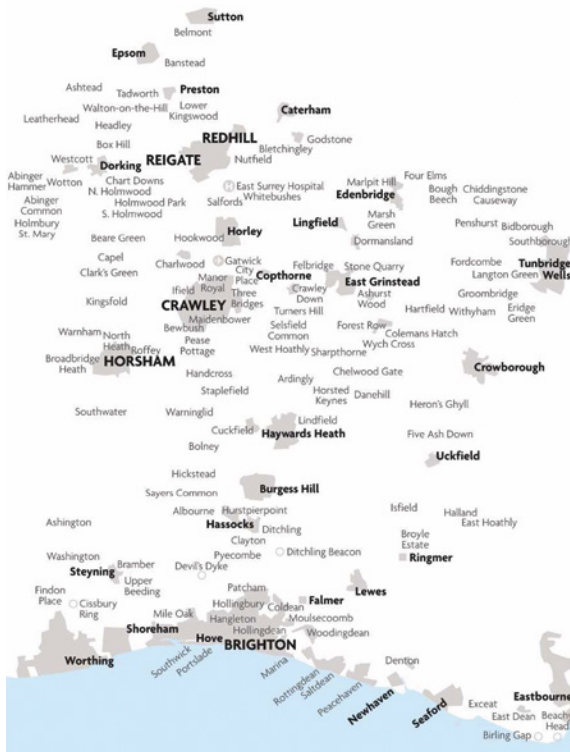 Sutton
Belmont
Epsom
Banstead
Ashtead
Tadworth
Preston
Walton-on-the-Hill
Lower
Kingswood
Caterham
Leatherhead
Headley
REDHILL
Godstone
Box Hill
Bletchingley
Westcott
Dorking
REIGATE
Nutfield
Abinger
Hammer
Wotton
Chart Downs
N. Holmwood
H East Surrey Hospital
Whitebushes
Marlpit Hill
Four Elms
Edenbridge
Bough
Beech
Chiddingstone
Causeway
Abinger
Common
Holmwood Park
Salfords
Holmbury
St. Mary
S. Holmwood
Marsh
Green
Lingfield
Penshurst
Bidborough
Beare Green
Hookwood
Horley
Dormansland
Southborough
Capel
Charlwood
Gatwick
City
Place
Felbridge
Stone Quarry
Fordcombe
Tunbridge
Wells
Clark's Green
Copthorne
Langton Green
Manor
Royal
Ifield
Three
Bridges
Crawley
Down
East Grinstead
Ashurst
Wood
Groombridge
Kingsfold
CRAWLEY
Turners Hill
Hartfield
Withyham
Eridge
Green
Maidenbower
Bewbush
Selsfield
Common
Forest Row
Colemans Hatch
Warnham
North
Heath
Roffey
Pease
Pottage
Wych Cross
Broadbridge
Heath
HORSHAM
West Hoathly
Sharpthorne
Crowborough
Handcross
Ardingly
Chelwood Gate
Staplefield
Horsted
Keynes
Danehill
Heron's Ghyll
Southwater
Warninglid
Lindfield
Cuckfield
Haywards Heath
Five Ash Down
Bolney
Uckfield
Hickstead
Sayers Common
Burgess Hill
Albourne
Hurstpierpoint
Isfield
Halland
Ashington
Hassocks
Ditchling
East Hoathly
Clayton
Broyle
Estate
Washington
Pyecombe
Ditchling Beacon
Ringmer
Bramber
Steyning
Devil's Dyke
Upper
Beeding
Patcham
Lewes
Findon
Place
Cissbury
Ring
Hollingbury
Coldean
Falmer
Mile Oak
Hangleton
Moulsecoomb
Shoreham
Hollingdean
Woodingdean
Hove
BRIGHTON
Worthing
Southwick
Portslade
Marina
Rottingdean
Saltdean
Peacehaven
Denton
Newhaven
Seaford
Exceat
Eastbourne
East Dean
Beachy
Head
Birling Gap